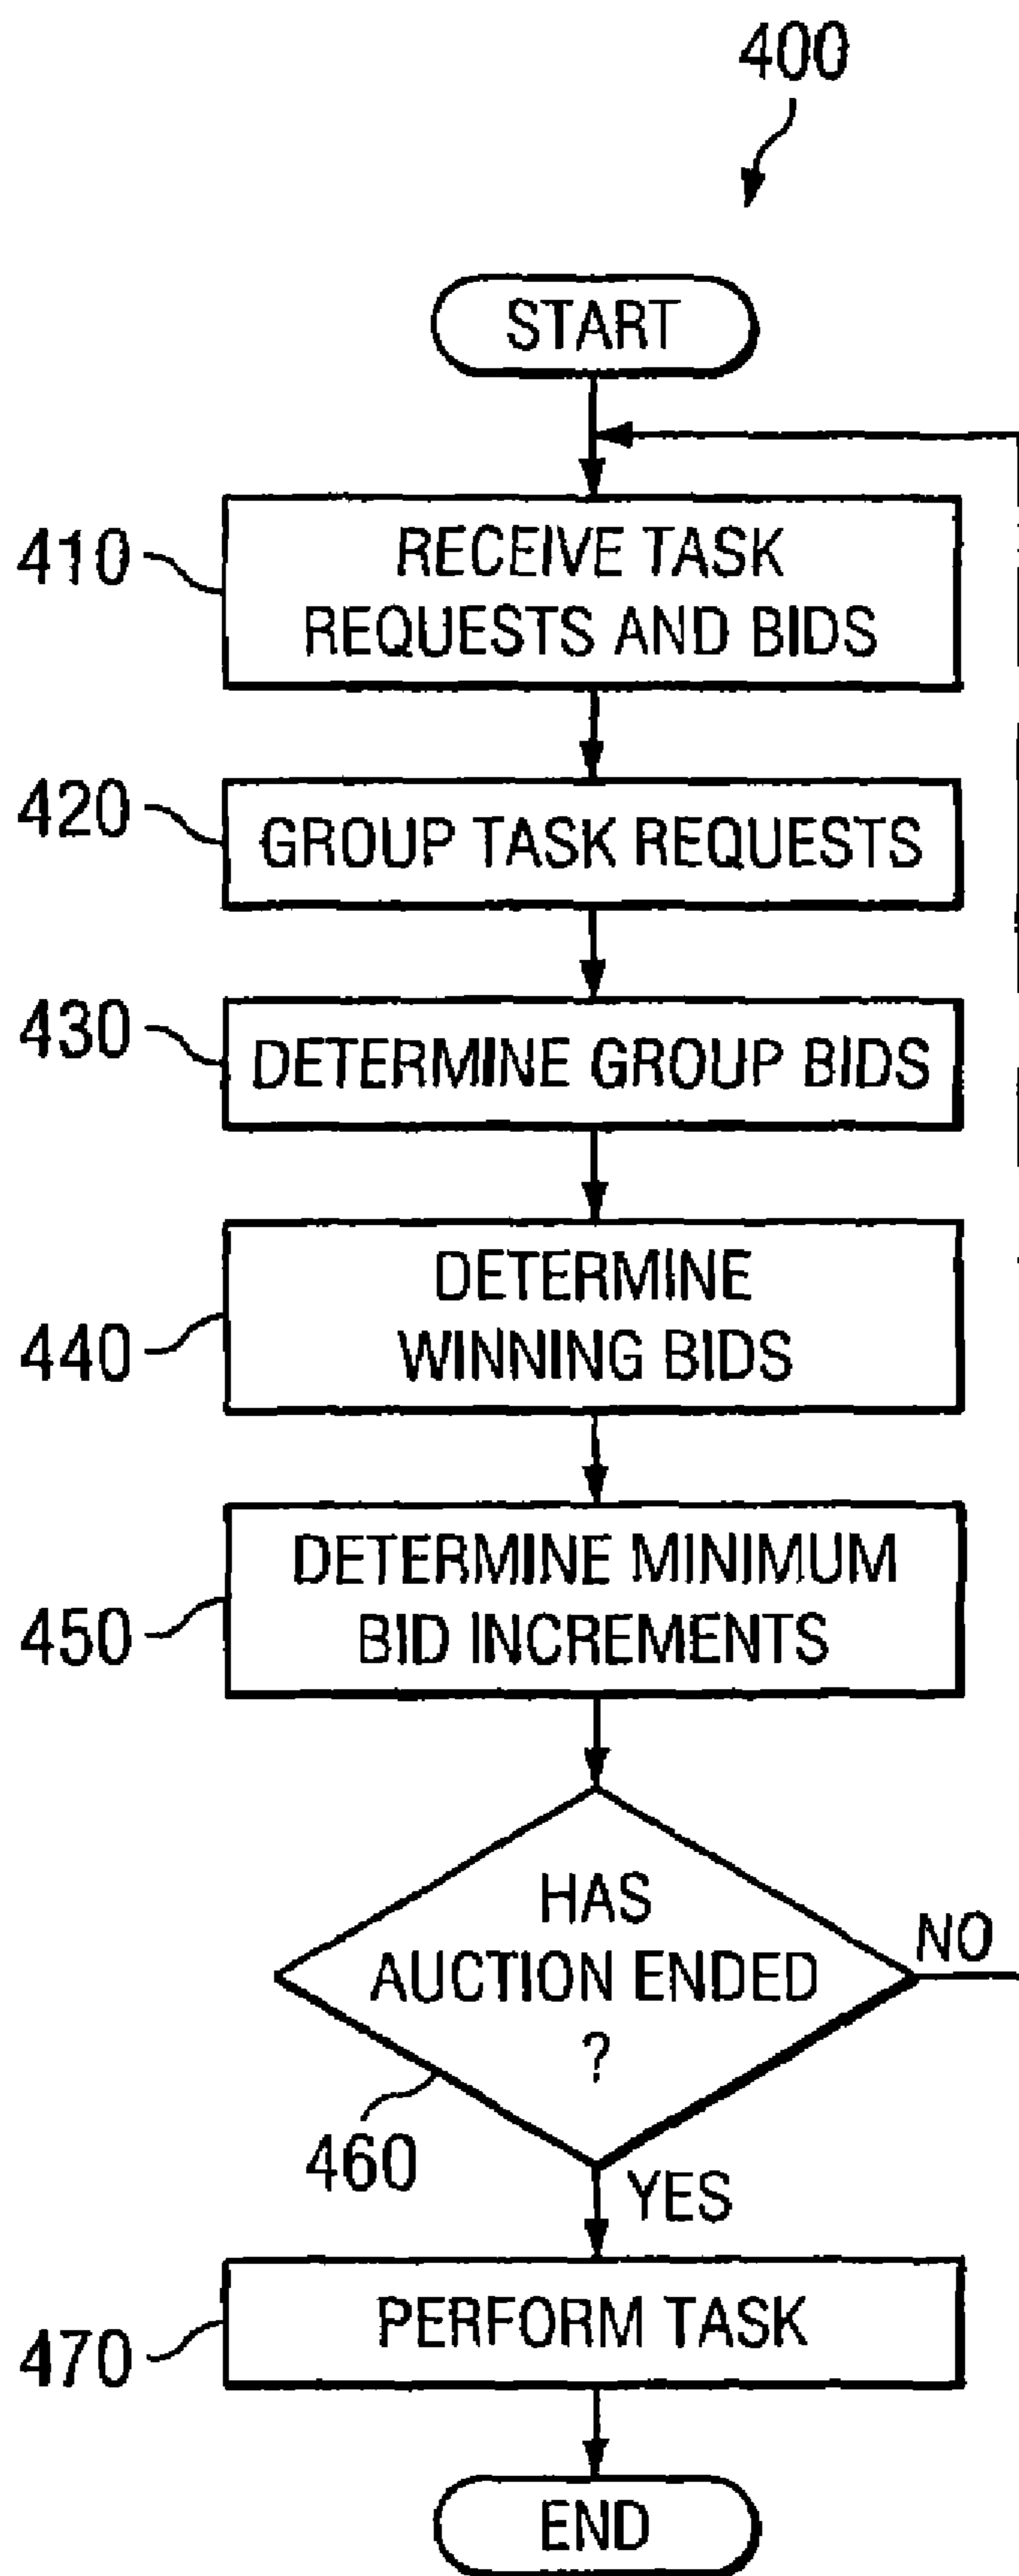 400
START
410
RECEIVE TASK
REQUESTS AND BIDS
420
GROUP TASK REQUESTS
430
DETERMINE GROUP BIDS
440
DETERMINE
WINNING BIDS
450
DETERMINE MINIMUM
BID INCREMENTS
HAS
AUCTION ENDED
?
NO
460
YES
470
PERFORM TASK
END